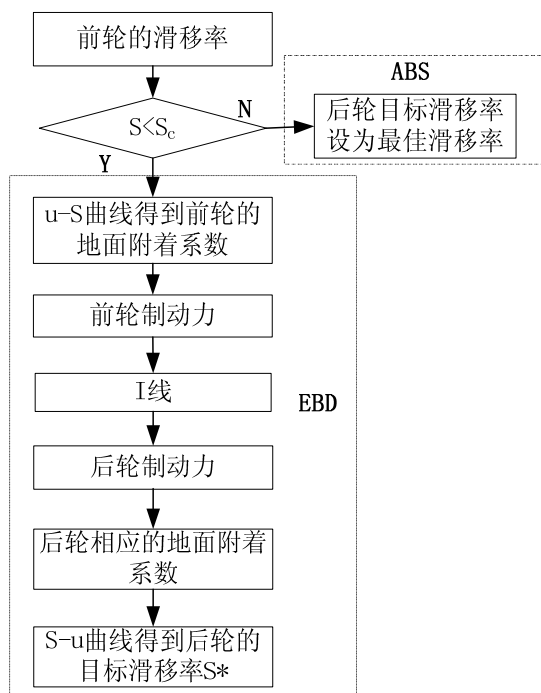 前轮的滑移率
ABS
S<Sc
N
后轮目标滑移率
设为最佳滑移率
Y
u-S曲线得到前轮的
地面附着系数
前轮制动力
I线
EBD
后轮制动力
后轮相应的地面附着
系数
S-u曲线得到后轮的
目标滑移率S*